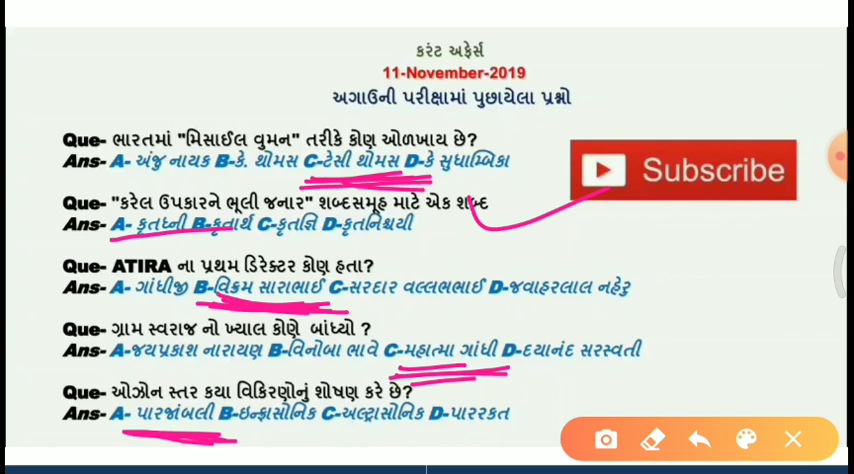 કરંટ અફેર્સ
11-November-2019
અગાઉની પરીક્ષામાં પુછાયેલા પ્રશ્નો
Que- ભારતમાં "મિસાઈલ વુમન" તરીકે કોણ ઓળખાય છે?
Ans- A- અંજુ નાયક B-કે. થોમસ C-ટેસી થોમસ D-કે સુધામ્બિકા
Subscribe
Que- "કરેલ ઉપકારને ભૂલી જનાર" શબ્દસમૂહ માટે એક શબ્દ
Ans- A- કૃતઘ્ની B-કૃતાર્થ C-કૃતજ્ઞિ D-કૃતનિશ્ચયી
Que- ATIRA ના પ્રથમ ડિરેક્ટર કોણ હતા?
Ans- A- ગાંધીજી B-વિક્રમ સારાભાઈ C-સરદાર વલ્લભભાઈ D-જવાહરલાલ નહેરુ
Que- ગ્રામ સ્વરાજ નો ખ્યાલ કોણે બાંધ્યો ?
Ans- A-જયપ્રકાશ નારાયણ B-વિનોબા ભાવે C-મહાત્મા ગાંધી D-દયાનંદ સરસ્વતી
Que- ઓઝોન સ્તર કયા વિકિરણોનું શોષણ કરે છે?
Ans- A- પારજાંબલી B-ઇન્ફ્રાસોનિક C-અલ્ટ્રાસોનિક D-પારરક્ત